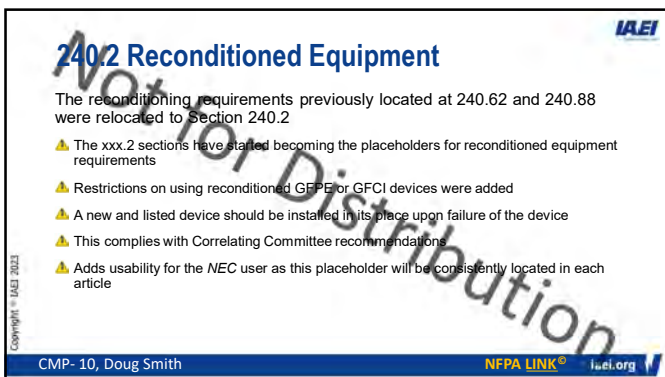 IAEI
240.2 Reconditioned Equipment
The reconditioning requirements previously located at 240.62 and 240.88
were relocated to Section 240.2
The xxx.2 sections have started becoming the placeholders for reconditioned equipment
requirements
Restrictions on using reconditioned GFPE or GFCI devices were added
A new and listed device should be installed in its place upon failure of the device
This complies with Correlating Committee recommendations
Adds usability for the NEC user as this placeholder will be consistently located in each
article
Not for Distribution
Copyright © IAEI 2023
CMP- 10, Doug Smith
NFPA LINK©
iaei.org